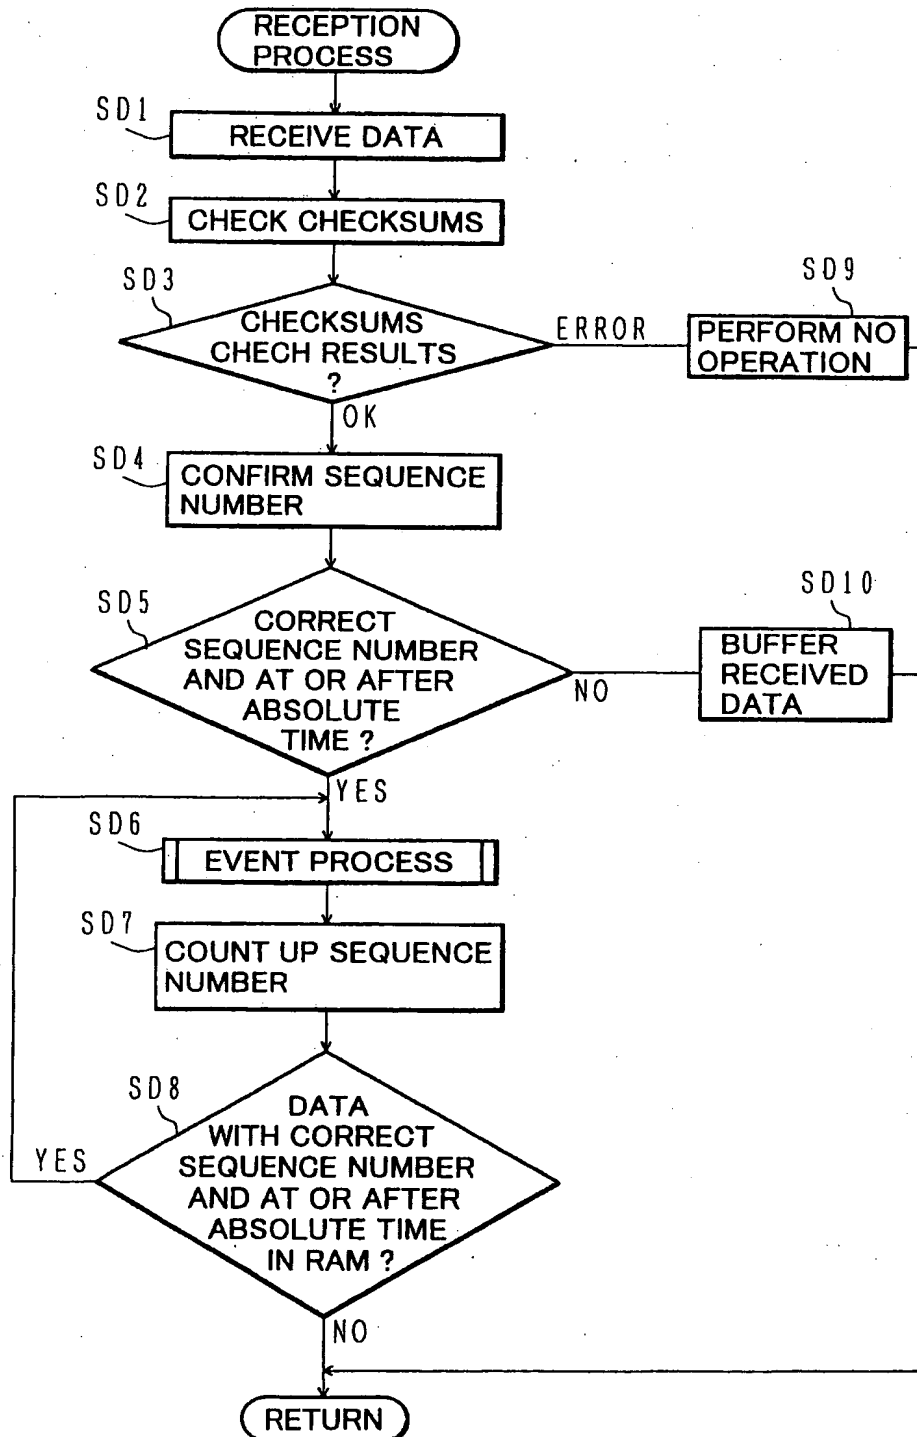 RECEPTION
PROCESS
SD1
RECEIVE DATA
SD2
CHECK CHECKSUMS
SD3
CHECKSUMS
CHECH RESULTS
?
ERROR
SD9
PERFORM NO
OPERATION
OK
SD4
CONFIRM SEQUENCE
NUMBER
SD5
CORRECT
SEQUENCE NUMBER
AND AT OR AFTER
ABSOLUTE
TIME ?
NO
SD10
BUFFER
RECEIVED
DATA
YES
SD6
EVENT PROCESS
SD7
COUNT UP SEQUENCE
NUMBER
SD8
DATA
WITH CORRECT
SEQUENCE NUMBER
AND AT OR AFTER
ABSOLUTE TIME
IN RAM ?
YES
NO
RETURN